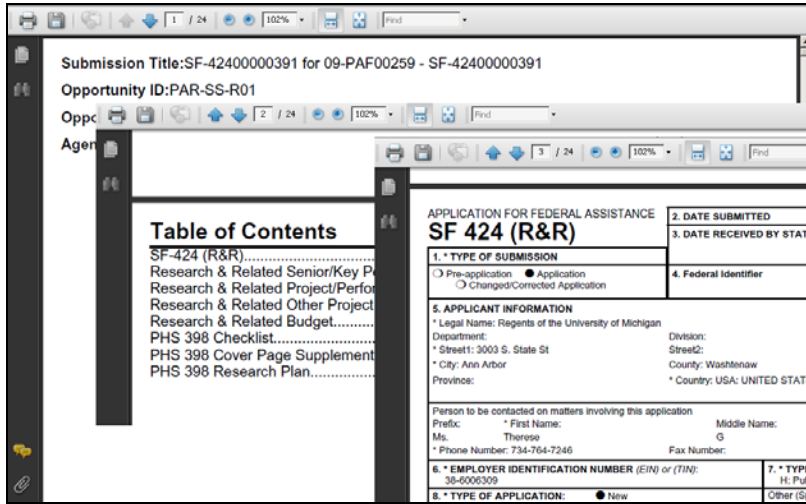 1 / 24 102% Find
Submission Title:SF-42400000391 for 09-PAF00259 - SF-42400000391
Opportunity ID:PAR-SS-R01
Oppo
Agen
2 / 24 102% Find
Table of Contents
SF-424 (R&R)
Research & Related Senior/Key Pe
Research & Related Project/Perfor
Research & Related Other Project
Research & Related Budget
PHS 398 Checklist
PHS 398 Cover Page Supplement
PHS 398 Research Plan
3 / 24 102% Find
APPLICATION FOR FEDERAL ASSISTANCE
SF 424 (R&R)
2. DATE SUBMITTED
3. DATE RECEIVED BY STAT
1. * TYPE OF SUBMISSION
Pre-application Application
Changed/Corrected Application
4. Federal Identifier
5. APPLICANT INFORMATION
* Legal Name: Regents of the University of Michigan
Department: Division:
* Street1: 3003 S. State St Street2:
* City: Ann Arbor County: Washtenaw
Province: * Country: USA: UNITED STAT
Person to be contacted on matters involving this application
Prefix: * First Name: Middle Name:
Ms. Therese G
* Phone Number: 734-764-7246 Fax Number:
6. * EMPLOYER IDENTIFICATION NUMBER (EIN) or (TIN): 7. * TYP
38-6006309 H: Pu
8. * TYPE OF APPLICATION: New Other (S